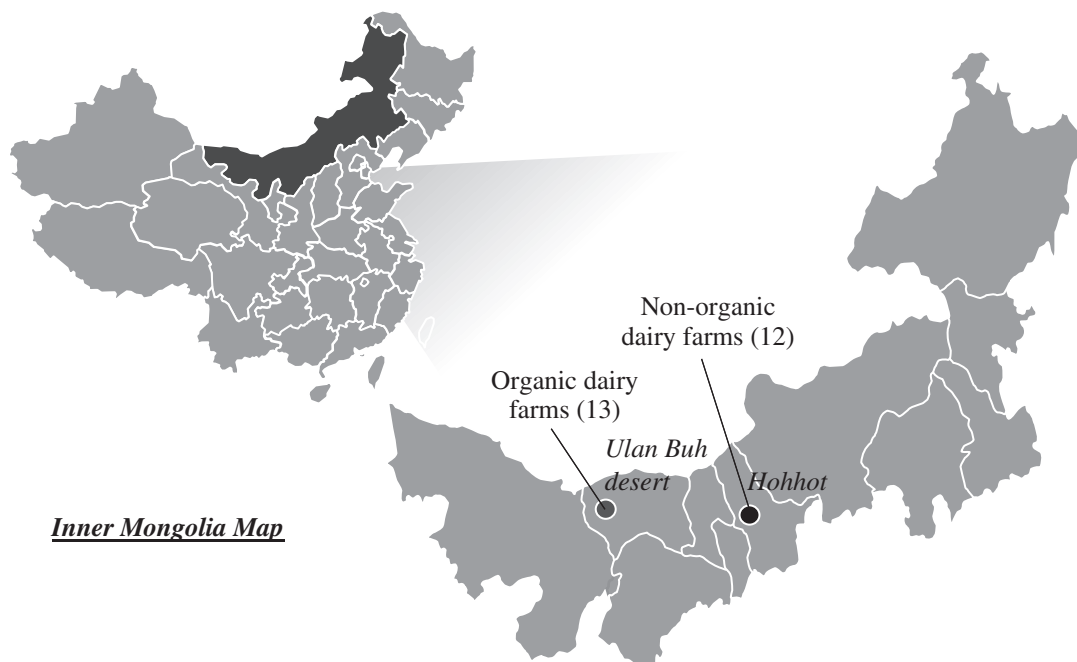 Non-organic
dairy farms (12)
Organic dairy
farms (13)
Ulan Buh
desert
Hohhot
Inner Mongolia Map